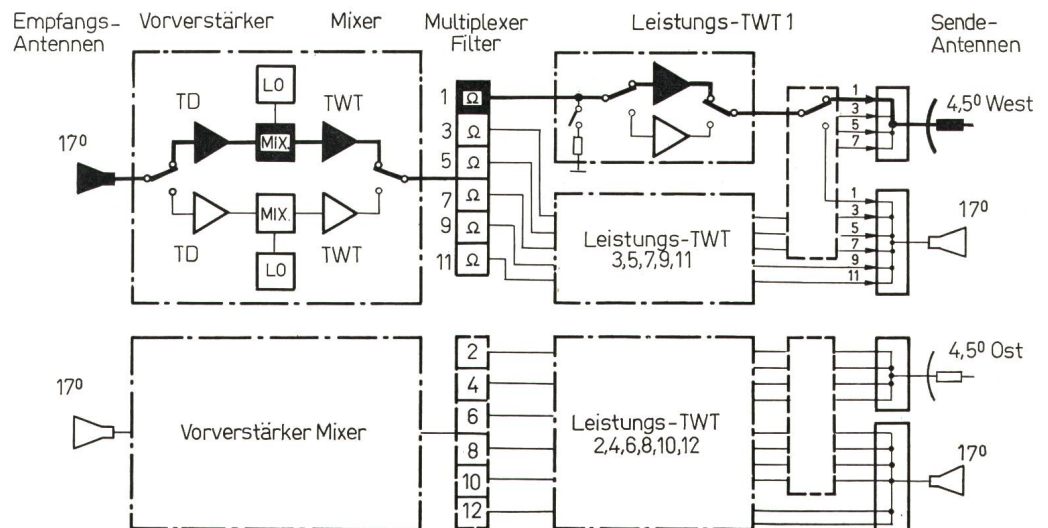 Empfangs-
Antennen
Vorverstärker
Mixer
Multiplexer
Filter
Leistungs-TWT 1
Sende-
Antennen
LO
TD
TWT
MIX.
17⁰
MIX.
TD
TWT
LO
1 Ω
3 Ω
5 Ω
7 Ω
9 Ω
11 Ω
Leistungs-TWT
3,5,7,9,11
1
3
5
7
4,5⁰ West
1
3
5
7
9
11
17⁰
17⁰
Vorverstärker Mixer
2
4
6
8
10
12
Leistungs-TWT
2,4,6,8,10,12
4,5⁰ Ost
17⁰